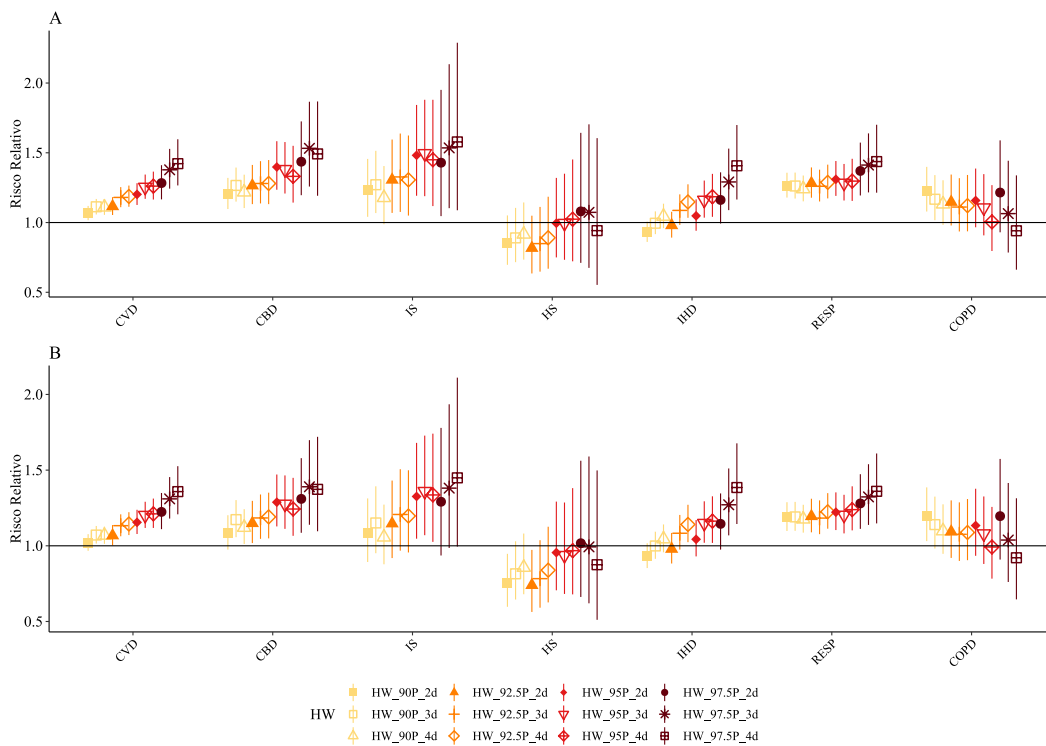 A
Risco Relativo
2.0
1.5
1.0
0.5
CVD CBD IS HS IHD RESP COPD
B
Risco Relativo
2.0
1.5
1.0
0.5
CVD CBD IS HS IHD RESP COPD
HW
HW_90P_2d HW_92.5P_2d HW_95P_2d HW_97.5P_2d
HW_90P_3d HW_92.5P_3d HW_95P_3d HW_97.5P_3d
HW_90P_4d HW_92.5P_4d HW_95P_4d HW_97.5P_4d